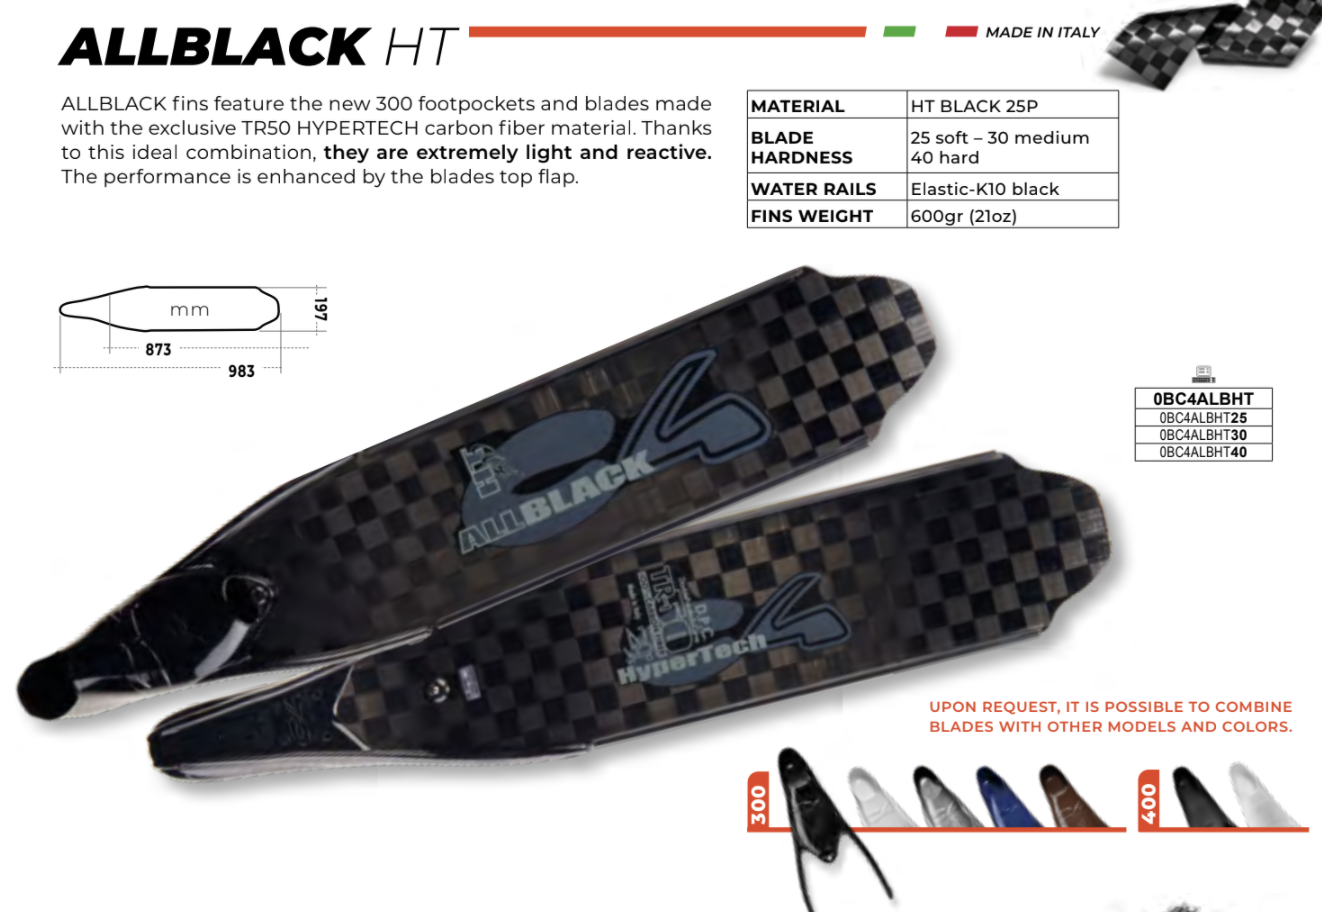 ALLBLACK HT
MADE IN ITALY
ALLBLACK fins feature the new 300 footpockets and blades made
with the exclusive TR50 HYPERTECH carbon fiber material. Thanks
to this ideal combination, they are extremely light and reactive.
The performance is enhanced by the blades top flap.
MATERIAL HT BLACK 25P
BLADE HARDNESS 25 soft – 30 medium
40 hard
WATER RAILS Elastic-K10 black
FINS WEIGHT 600gr (21oz)
mm
197
873
983
0BC4ALBHT
0BC4ALBHT25
0BC4ALBHT30
0BC4ALBHT40
HT
ALLBLACK
TR50
D.P.C.
HyperTech
UPON REQUEST, IT IS POSSIBLE TO COMBINE
BLADES WITH OTHER MODELS AND COLORS.
300
400